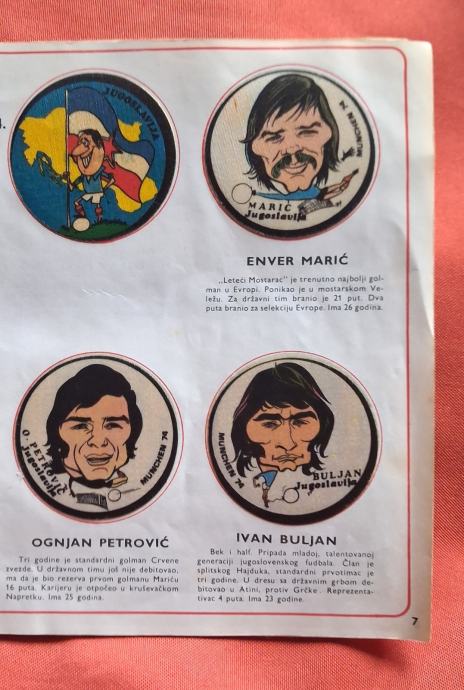 JUGOSLAVIJA
MUNCHEN 74
MARIĆ
Jugoslavija
ENVER MARIĆ
„Leteći Mostarac" je trenutno najbolji gol-
man u Evropi. Ponikao je u mostarskom Ve-
ležu. Za državni tim branio je 21 put. Dva
puta branio za selekciju Evrope. Ima 26 godina.
O. PETROVIČ
Jugoslavija
MUNCHEN 74
OGNJAN PETROVIĆ
Tri godine je standardni golman Crvene
zvezde. U državnom timu još nije debitovao,
ma da je bio rezerva prvom golmanu Mariću
16 puta. Karijeru je otpočeo u kruševačkom
Napretku. Ima 25 godina.
MUNCHEN 74
BULJAN
Jugoslavija
IVAN BULJAN
Bek i half. Pripada mladoj, talentovanoj
generaciji jugoslovenskog fudbala. Član je
splitskog Hajduka, standardni prvotimac je
tri godine. U dresu sa državnim grbom de-
bitovao u Atini, protiv Grčke. Reprezenta-
tivac 4 puta. Ima 23 godine.
7